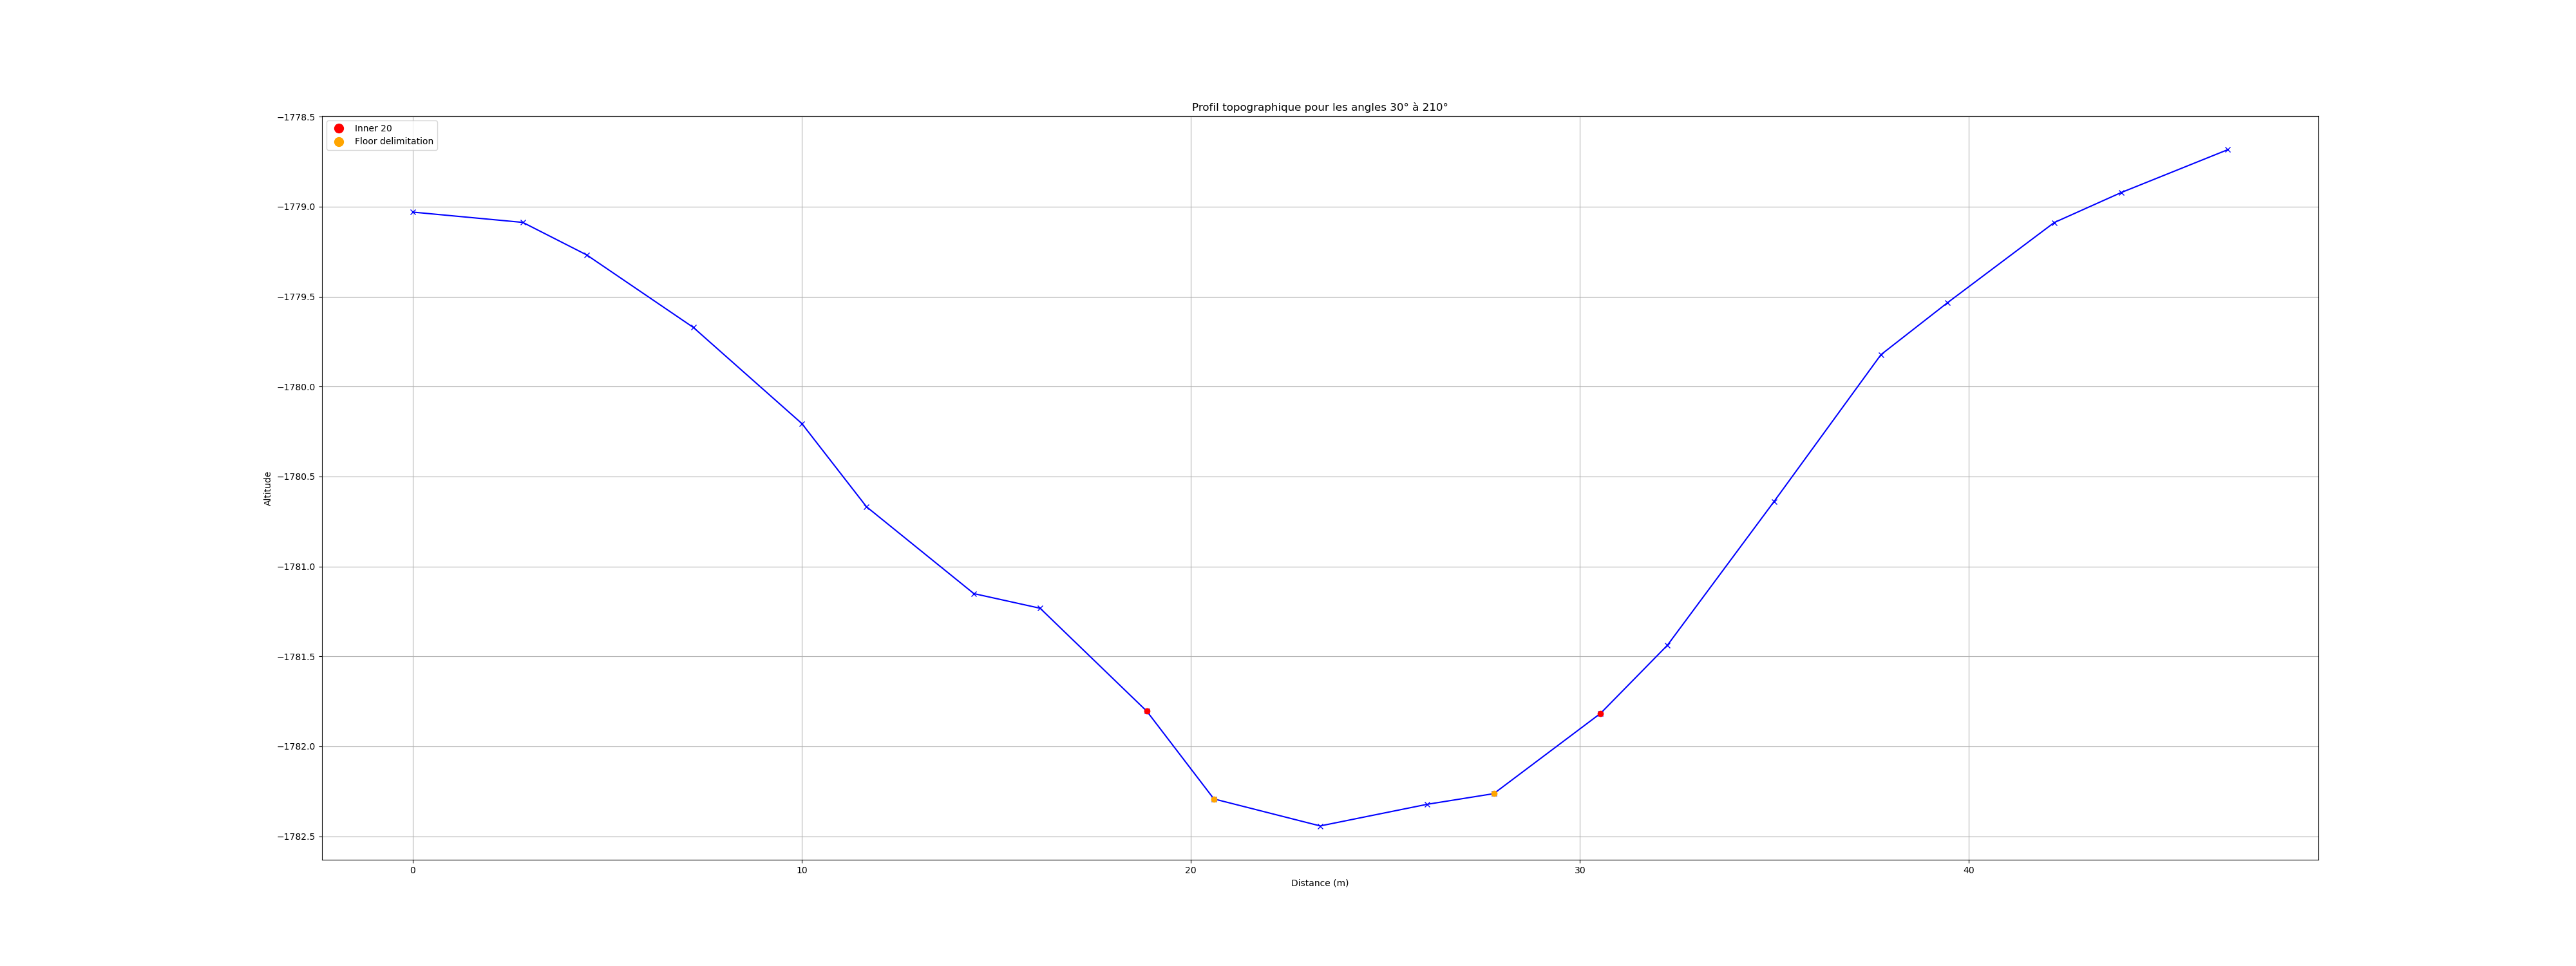 Profil topographique pour les angles 30° à 210°
Inner 20
Floor delimitation
−1778.5
−1779.0
−1779.5
−1780.0
−1780.5
−1781.0
−1781.5
−1782.0
−1782.5
Altitude
0 10 20 30 40
Distance (m)